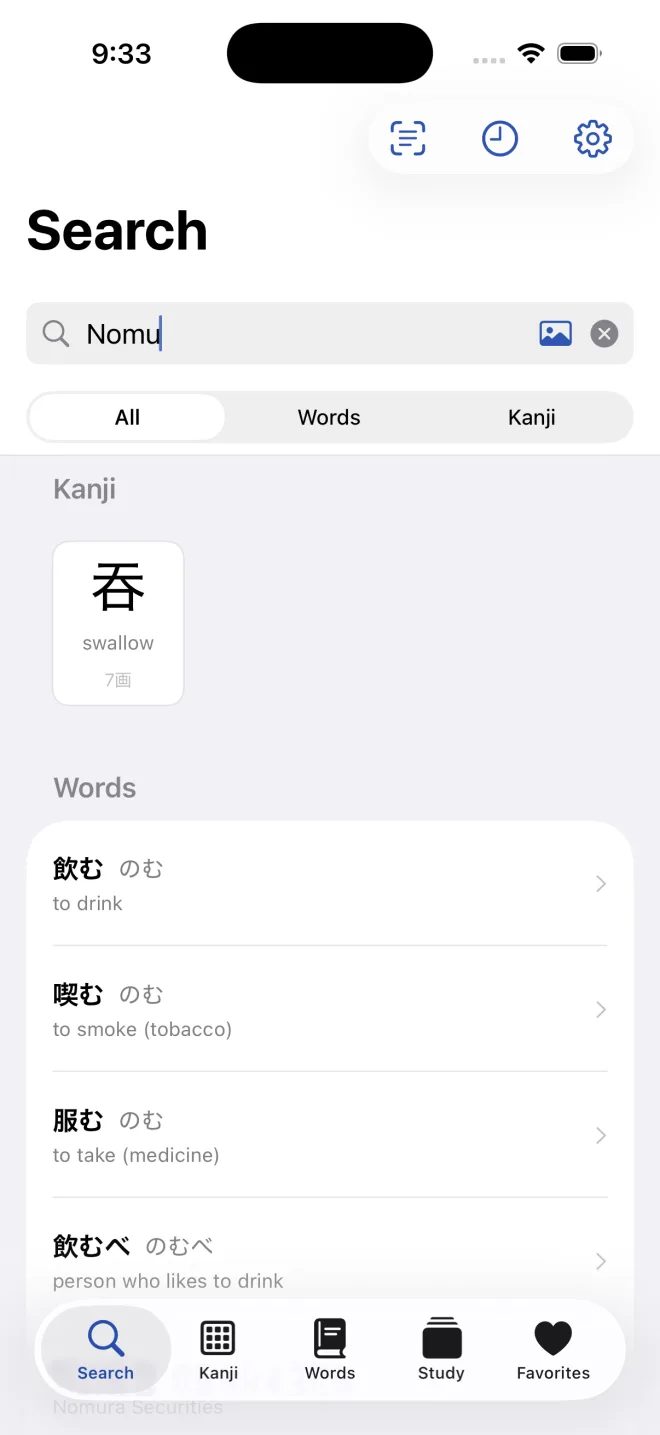 9:33
Search
Nomu
All Words Kanji
Kanji
吞
swallow
7画
Words
飲む のむ
to drink
喫む のむ
to smoke (tobacco)
服む のむ
to take (medicine)
飲むべ のむべ
person who likes to drink
Search Kanji Words Study Favorites
Nomura Securities